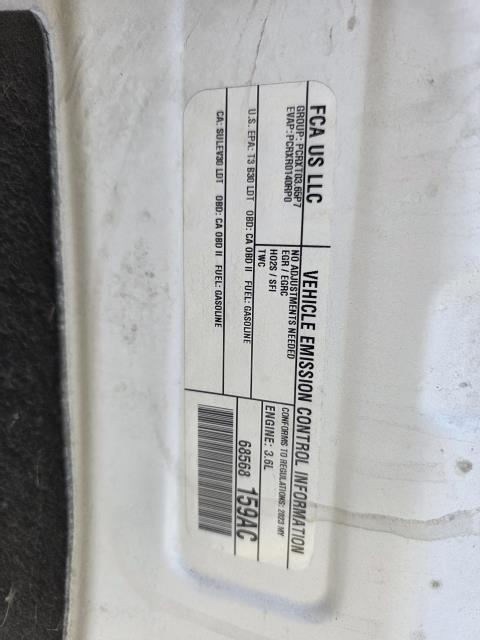 FCA US LLC
VEHICLE EMISSION CONTROL INFORMATION
GROUP: PCRXT03.65P7
EVAP:PCRXR0140RP0
NO ADJUSTMENTS NEEDED
EGR / EGRC
HO2S / SFI
TWC
CONFORMS TO REGULATIONS: 2023 MY
ENGINE: 3.6L
U.S. EPA: T3 B30 LDT OBD: CA OBD II FUEL: GASOLINE
CA: SULEV30 LDT OBD: CA OBD II FUEL: GASOLINE
68568 159AC